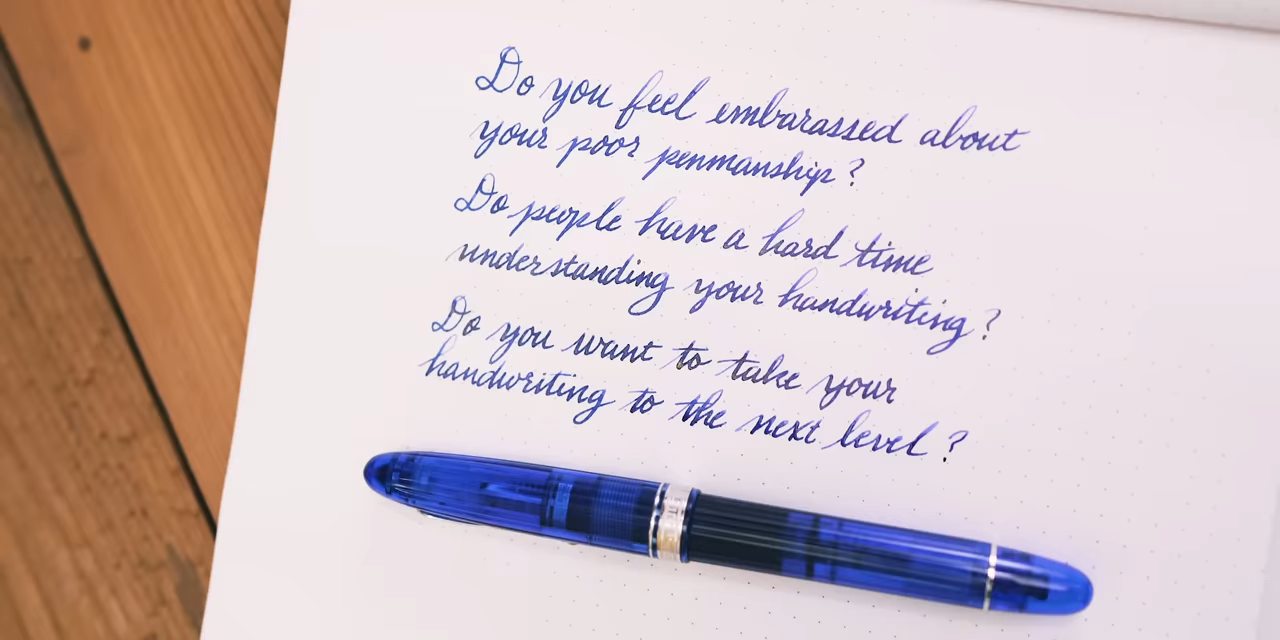 Do you feel embarassed about
your poor penmanship?
Do people have a hard time
understanding your handwriting?
Do you want to take your
handwriting to the next level?